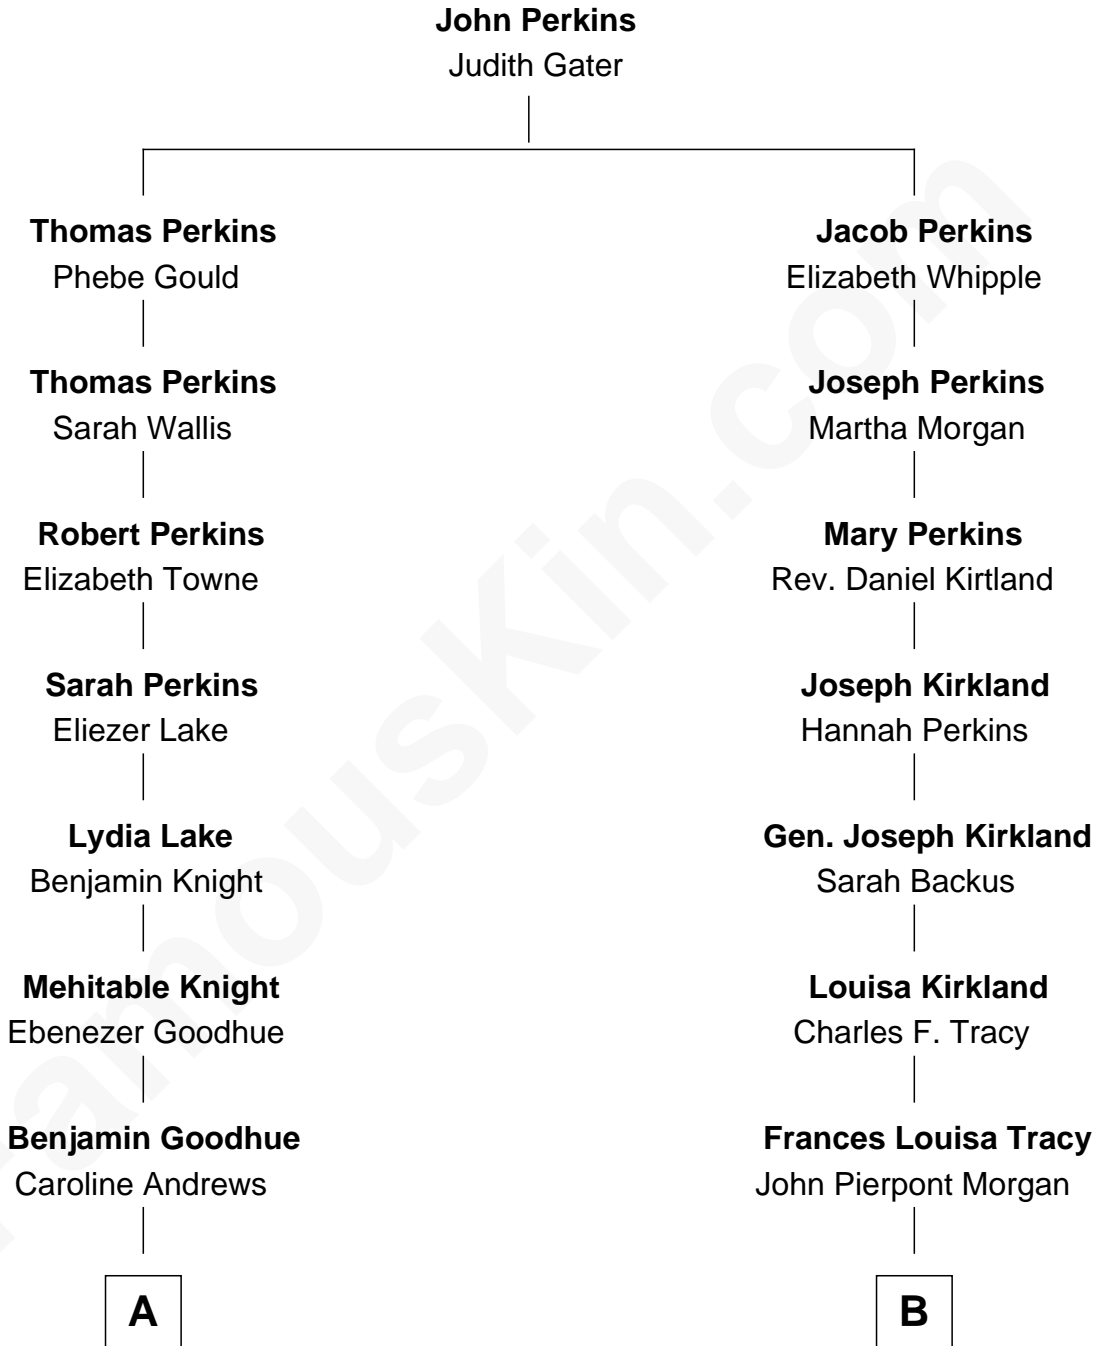 John Perkins
Judith Gater
Thomas Perkins
Phebe Gould
Jacob Perkins
Elizabeth Whipple
Thomas Perkins
Sarah Wallis
Joseph Perkins
Martha Morgan
Robert Perkins
Elizabeth Towne
Mary Perkins
Rev. Daniel Kirtland
Sarah Perkins
Eliezer Lake
Joseph Kirkland
Hannah Perkins
Lydia Lake
Benjamin Knight
Gen. Joseph Kirkland
Sarah Backus
Mehitable Knight
Ebenezer Goodhue
Louisa Kirkland
Charles F. Tracy
Benjamin Goodhue
Caroline Andrews
Frances Louisa Tracy
John Pierpont Morgan
A
B
FamousKin.com